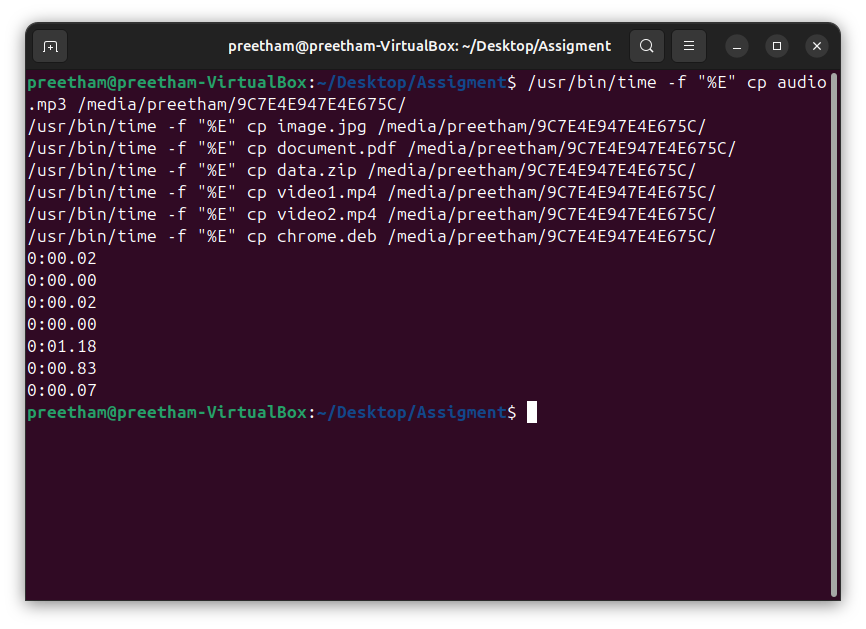 preetham@preetham-VirtualBox: ~/Desktop/Assigment
preetham@preetham-VirtualBox:~/Desktop/Assigment$ /usr/bin/time -f "%E" cp audio
.mp3 /media/preetham/9C7E4E947E4E675C/
/usr/bin/time -f "%E" cp image.jpg /media/preetham/9C7E4E947E4E675C/
/usr/bin/time -f "%E" cp document.pdf /media/preetham/9C7E4E947E4E675C/
/usr/bin/time -f "%E" cp data.zip /media/preetham/9C7E4E947E4E675C/
/usr/bin/time -f "%E" cp video1.mp4 /media/preetham/9C7E4E947E4E675C/
/usr/bin/time -f "%E" cp video2.mp4 /media/preetham/9C7E4E947E4E675C/
/usr/bin/time -f "%E" cp chrome.deb /media/preetham/9C7E4E947E4E675C/
0:00.02
0:00.00
0:00.02
0:00.00
0:01.18
0:00.83
0:00.07
preetham@preetham-VirtualBox:~/Desktop/Assigment$